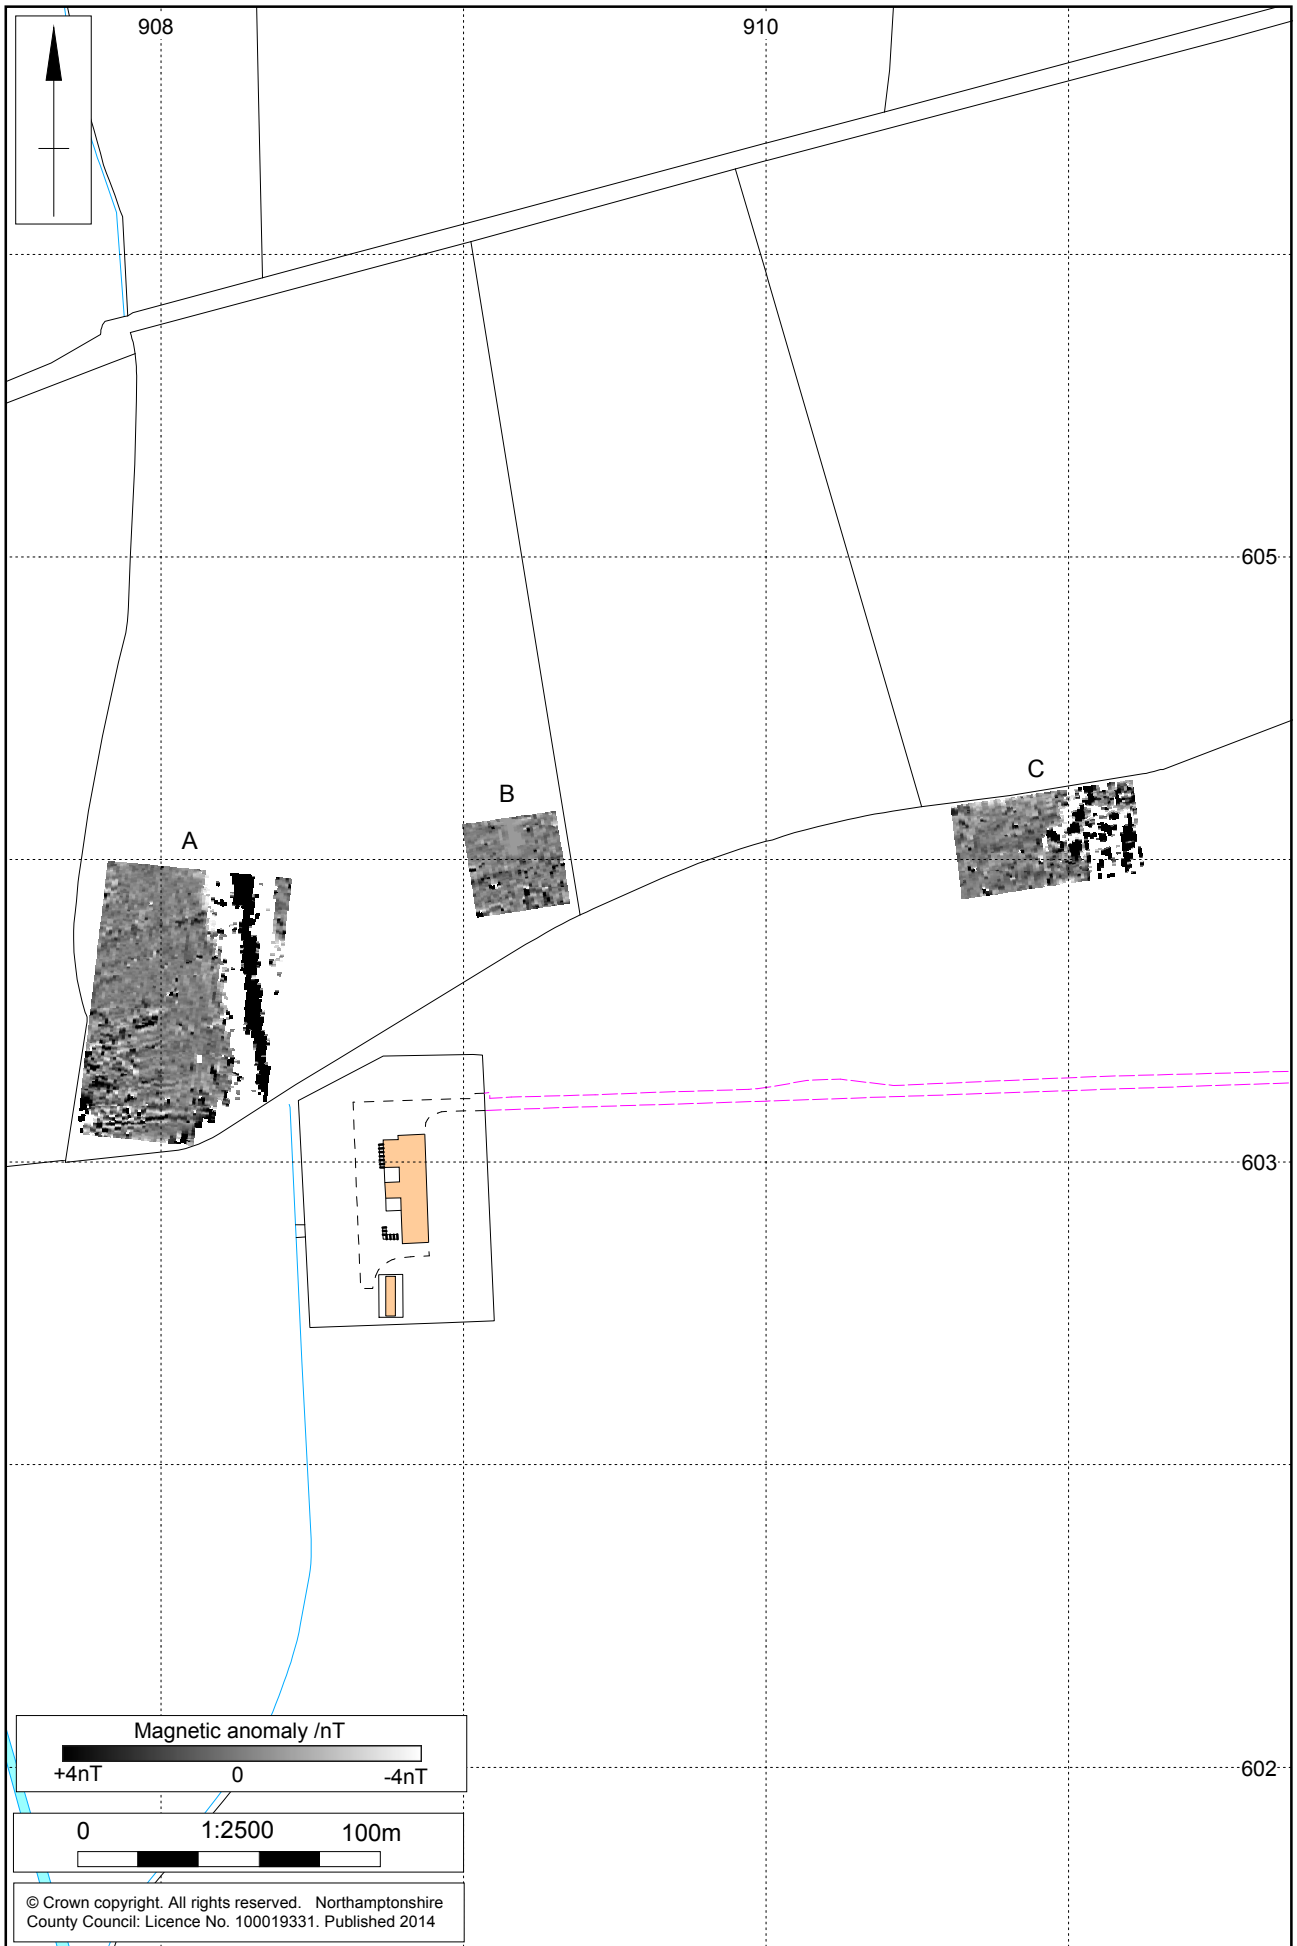 908
910
605
C
B
A
603
Magnetic anomaly /nT
+4nT 0 -4nT
602
0 1:2500 100m
© Crown copyright. All rights reserved. Northamptonshire
County Council: Licence No. 100019331. Published 2014